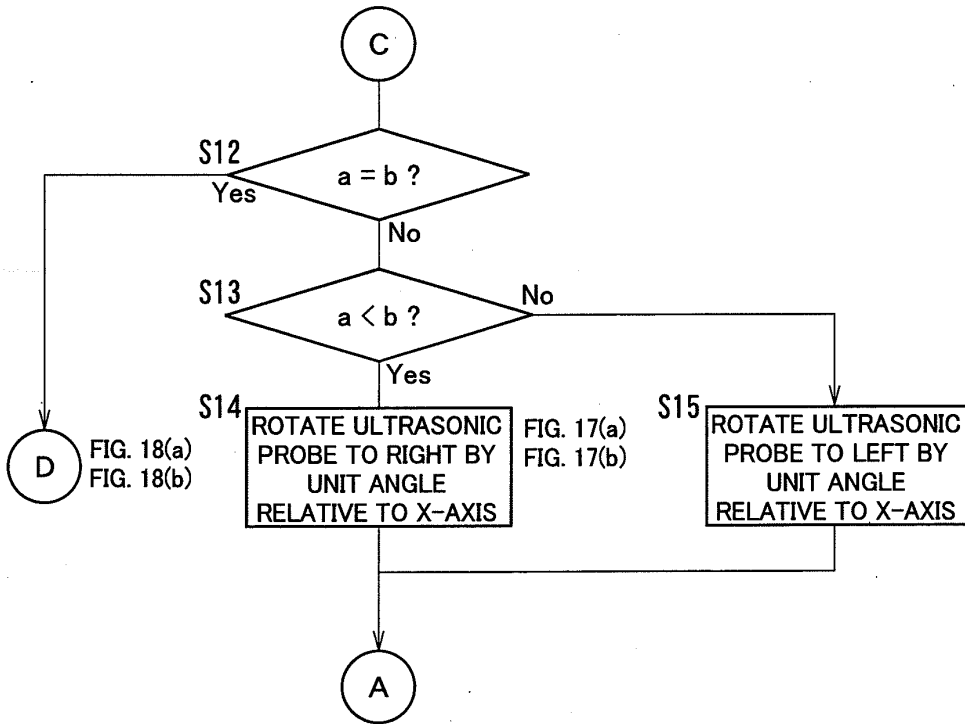 C
S12
a = b ?
Yes
No
S13
a < b ?
No
Yes
S14
ROTATE ULTRASONIC
PROBE TO RIGHT BY
UNIT ANGLE
RELATIVE TO X-AXIS
FIG. 17(a)
FIG. 17(b)
S15
ROTATE ULTRASONIC
PROBE TO LEFT BY
UNIT ANGLE
RELATIVE TO X-AXIS
D
FIG. 18(a)
FIG. 18(b)
A